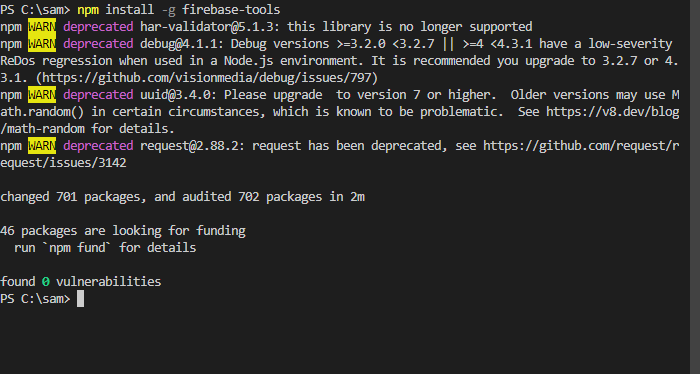 PS C:\sam> npm install -g firebase-tools
npm WARN deprecated har-validator@5.1.3: this library is no longer supported
npm WARN deprecated debug@4.1.1: Debug versions >=3.2.0 <3.2.7 || >=4 <4.3.1 have a low-severity
ReDos regression when used in a Node.js environment. It is recommended you upgrade to 3.2.7 or 4.
3.1. (https://github.com/visionmedia/debug/issues/797)
npm WARN deprecated uuid@3.4.0: Please upgrade  to version 7 or higher.  Older versions may use M
ath.random() in certain circumstances, which is known to be problematic.  See https://v8.dev/blog
/math-random for details.
npm WARN deprecated request@2.88.2: request has been deprecated, see https://github.com/request/r
equest/issues/3142
changed 701 packages, and audited 702 packages in 2m
46 packages are looking for funding
  run `npm fund` for details
found 0 vulnerabilities
PS C:\sam>